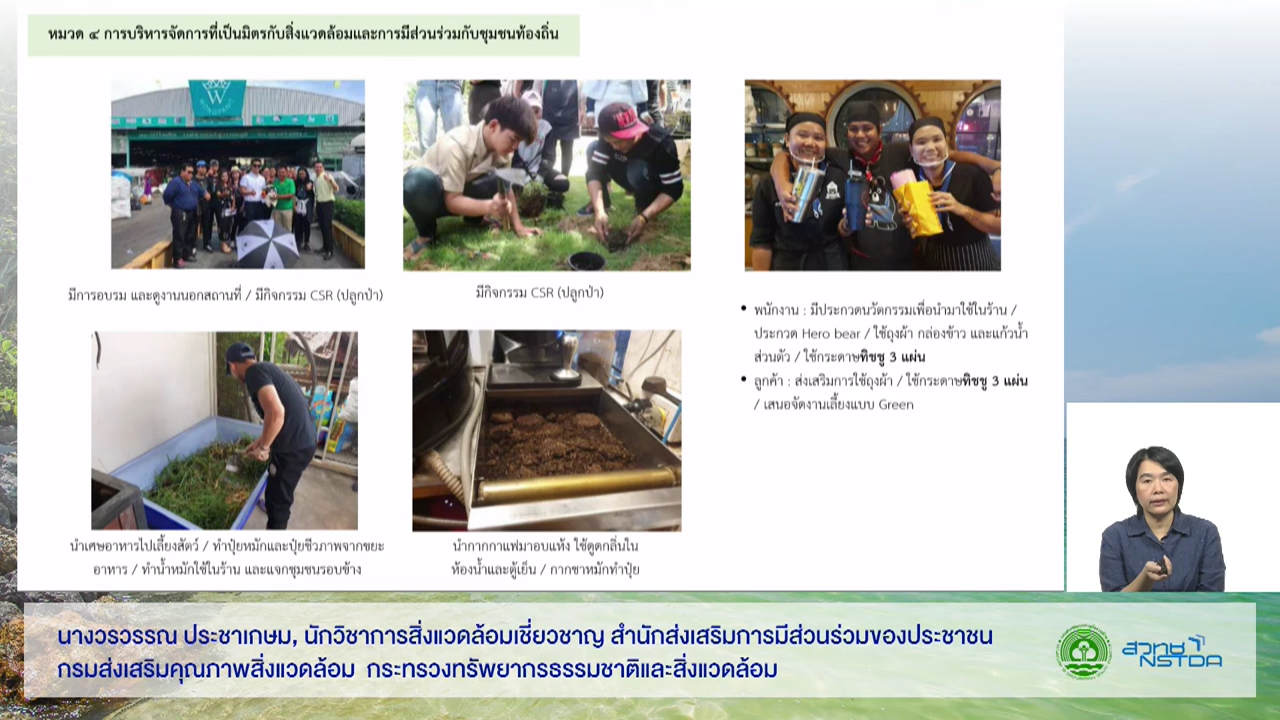 หมวด ๔ การบริหารจัดการที่เป็นมิตรกับสิ่งแวดล้อมและการมีส่วนร่วมกับชุมชนท้องถิ่น
W
WONGPANIT
มีการอบรม และดูงานนอกสถานที่ / มีกิจกรรม CSR (ปลูกป่า)
มีกิจกรรม CSR (ปลูกป่า)
• พนักงาน : มีประกวดนวัตกรรมเพื่อนำมาใช้ในร้าน /
ประกวด Hero bear / ใช้ถุงผ้า กล่องข้าว และแก้วน้ำ
ส่วนตัว / ใช้กระดาษทิชชู 3 แผ่น
• ลูกค้า : ส่งเสริมการใช้ถุงผ้า / ใช้กระดาษทิชชู 3 แผ่น
/ เสนอจัดงานเลี้ยงแบบ Green
นำเศษอาหารไปเลี้ยงสัตว์ / ทำปุ๋ยหมักและปุ๋ยชีวภาพจากขยะ
อาหาร / ทำน้ำหมักใช้ในร้าน และแจกชุมชนรอบข้าง
นำกากกาแฟมาอบแห้ง ใช้ดูดกลิ่นใน
ห้องน้ำและตู้เย็น / กากชาหมักทำปุ๋ย
นางวรวรรณ ประชาเกษม, นักวิชาการสิ่งแวดล้อมเชี่ยวชาญ สำนักส่งเสริมการมีส่วนร่วมของประชาชน
กรมส่งเสริมคุณภาพสิ่งแวดล้อม กระทรวงทรัพยากรธรรมชาติและสิ่งแวดล้อม
สวทช
NSTDA